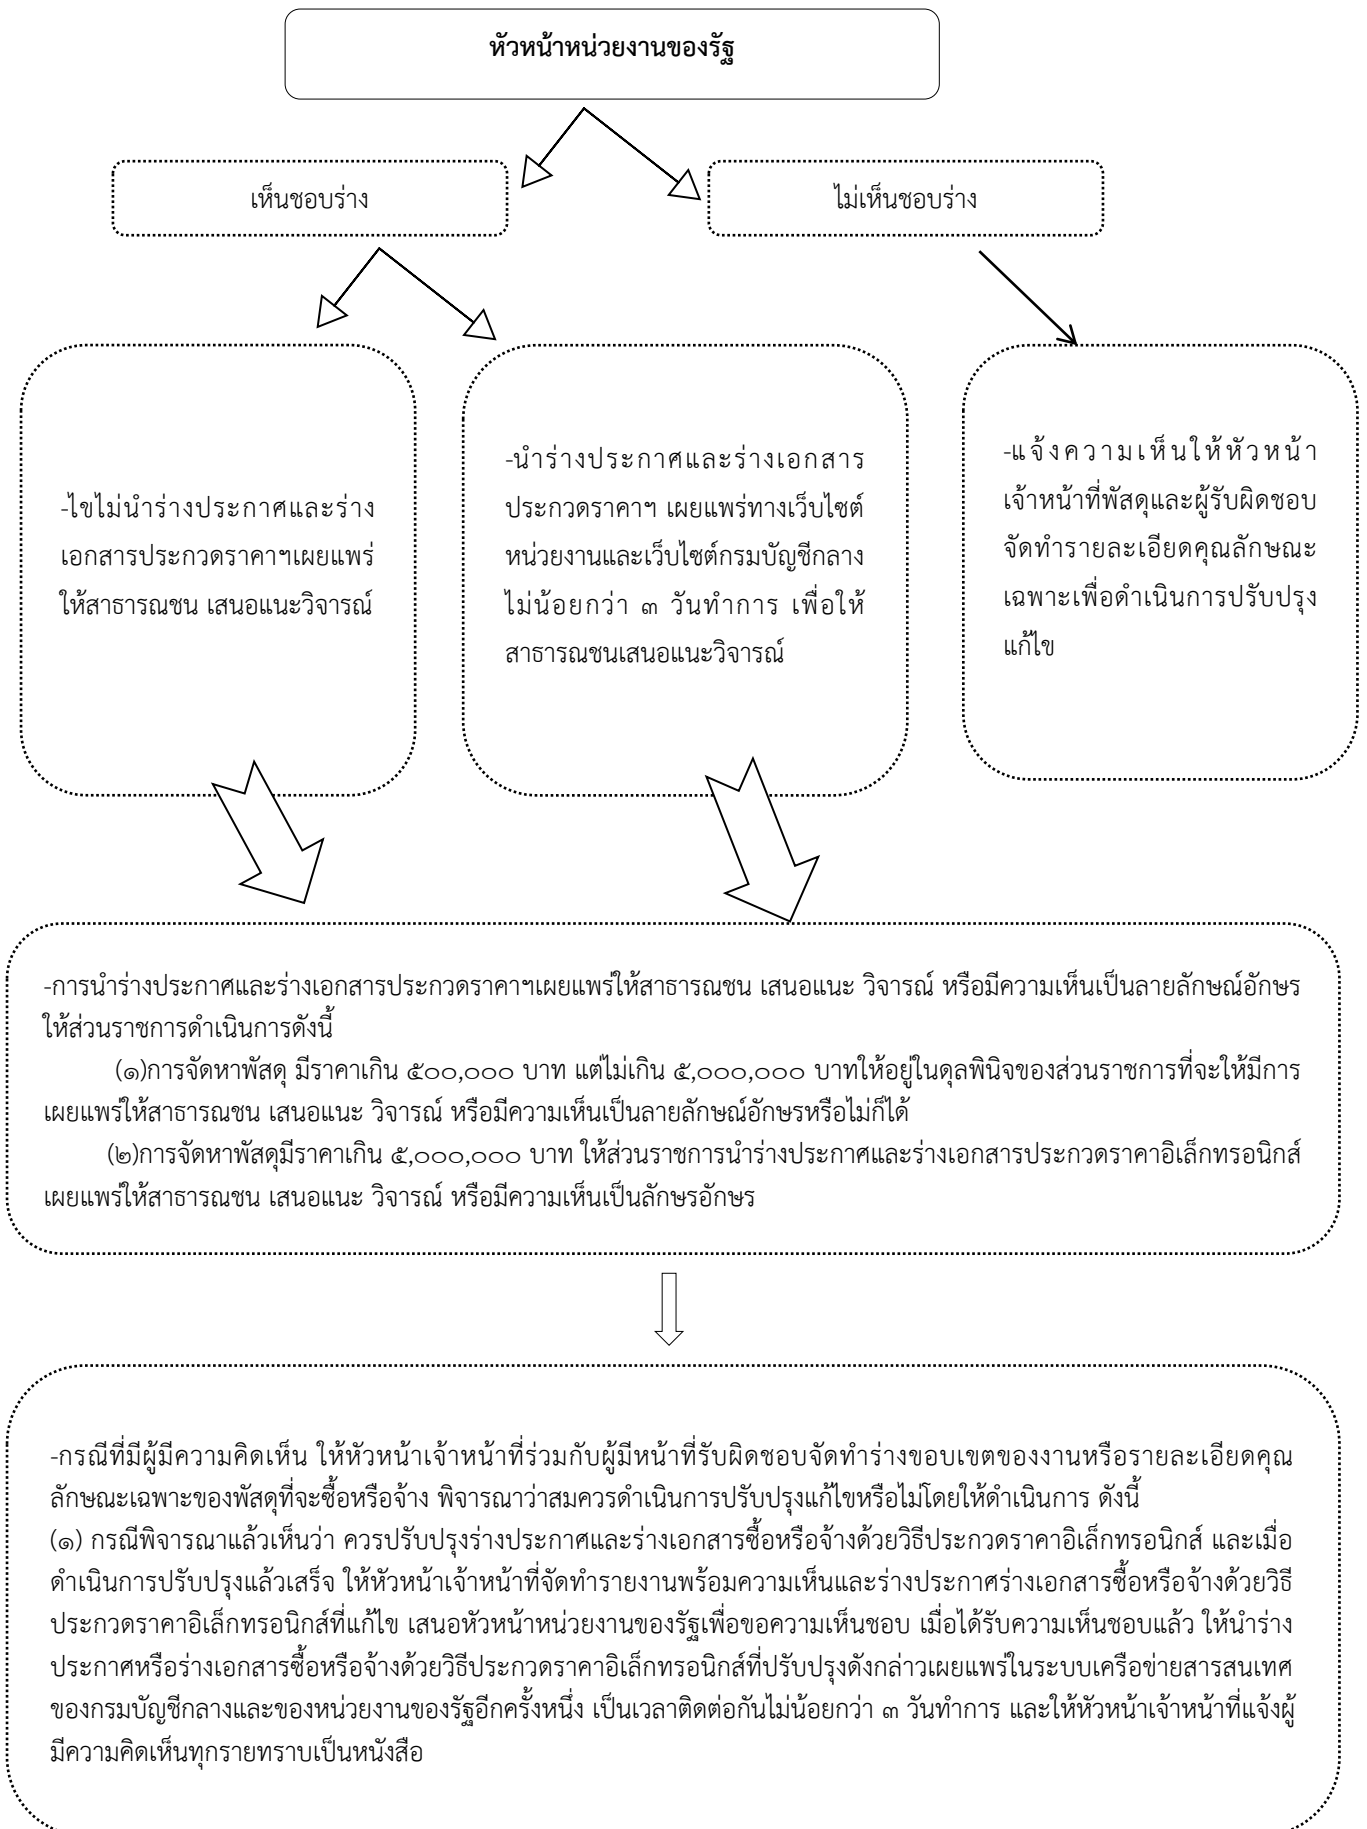 หัวหน้าหน่วยงานของรัฐ
เห็นชอบร่าง
ไม่เห็นชอบร่าง
-ไขไม่นำร่างประกาศและร่าง
เอกสารประกวดราคาฯเผยแพร่
ให้สาธารณชน เสนอแนะวิจารณ์
-นำร่างประกาศและร่างเอกสาร
ประกวดราคาฯ เผยแพร่ทางเว็บไซต์
หน่วยงานและเว็บไซต์กรมบัญชีกลาง
ไม่น้อยกว่า ๓ วันทำการ เพื่อให้
สาธารณชนเสนอแนะวิจารณ์
-แจ้งความเห็นให้หัวหน้า
เจ้าหน้าที่พัสดุและผู้รับผิดชอบ
จัดทำรายละเอียดคุณลักษณะ
เฉพาะเพื่อดำเนินการปรับปรุง
แก้ไข
-การนำร่างประกาศและร่างเอกสารประกวดราคาฯเผยแพร่ให้สาธารณชน เสนอแนะ วิจารณ์ หรือมีความเห็นเป็นลายลักษณ์อักษร
ให้ส่วนราชการดำเนินการดังนี้
(๑)การจัดหาพัสดุ มีราคาเกิน ๕๐๐,๐๐๐ บาท แต่ไม่เกิน ๕,๐๐๐,๐๐๐ บาทให้อยู่ในดุลพินิจของส่วนราชการที่จะให้มีการ
เผยแพร่ให้สาธารณชน เสนอแนะ วิจารณ์ หรือมีความเห็นเป็นลายลักษณ์อักษรหรือไม่ก็ได้
(๒)การจัดหาพัสดุมีราคาเกิน ๕,๐๐๐,๐๐๐ บาท ให้ส่วนราชการนำร่างประกาศและร่างเอกสารประกวดราคาอิเล็กทรอนิกส์
เผยแพร่ให้สาธารณชน เสนอแนะ วิจารณ์ หรือมีความเห็นเป็นลักษรอักษร
-กรณีที่มีผู้มีความคิดเห็น ให้หัวหน้าเจ้าหน้าที่ร่วมกับผู้มีหน้าที่รับผิดชอบจัดทำร่างขอบเขตของงานหรือรายละเอียดคุณ
ลักษณะเฉพาะของพัสดุที่จะซื้อหรือจ้าง พิจารณาว่าสมควรดำเนินการปรับปรุงแก้ไขหรือไม่โดยให้ดำเนินการ ดังนี้
(๑) กรณีพิจารณาแล้วเห็นว่า ควรปรับปรุงร่างประกาศและร่างเอกสารซื้อหรือจ้างด้วยวิธีประกวดราคาอิเล็กทรอนิกส์ และเมื่อ
ดำเนินการปรับปรุงแล้วเสร็จ ให้หัวหน้าเจ้าหน้าที่จัดทำรายงานพร้อมความเห็นและร่างประกาศร่างเอกสารซื้อหรือจ้างด้วยวิธี
ประกวดราคาอิเล็กทรอนิกส์ที่แก้ไข เสนอหัวหน้าหน่วยงานของรัฐเพื่อขอความเห็นชอบ เมื่อได้รับความเห็นชอบแล้ว ให้นำร่าง
ประกาศหรือร่างเอกสารซื้อหรือจ้างด้วยวิธีประกวดราคาอิเล็กทรอนิกส์ที่ปรับปรุงดังกล่าวเผยแพร่ในระบบเครือข่ายสารสนเทศ
ของกรมบัญชีกลางและของหน่วยงานของรัฐอีกครั้งหนึ่ง เป็นเวลาติดต่อกันไม่น้อยกว่า ๓ วันทำการ และให้หัวหน้าเจ้าหน้าที่แจ้งผู้
มีความคิดเห็นทุกรายทราบเป็นหนังสือ